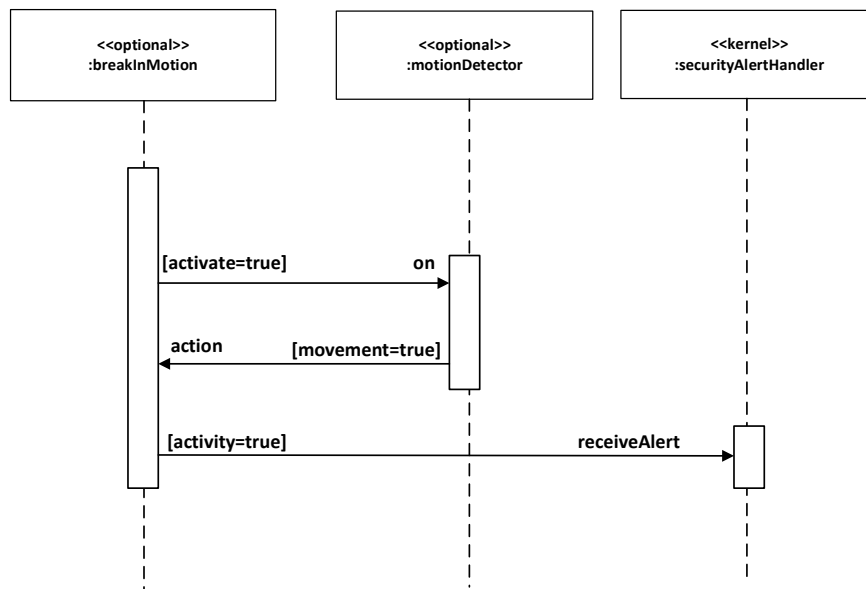 <<optional>>
:breakInMotion
<<optional>>
:motionDetector
<<kernel>>
:securityAlertHandler
[activate=true] on
action [movement=true]
[activity=true] receiveAlert